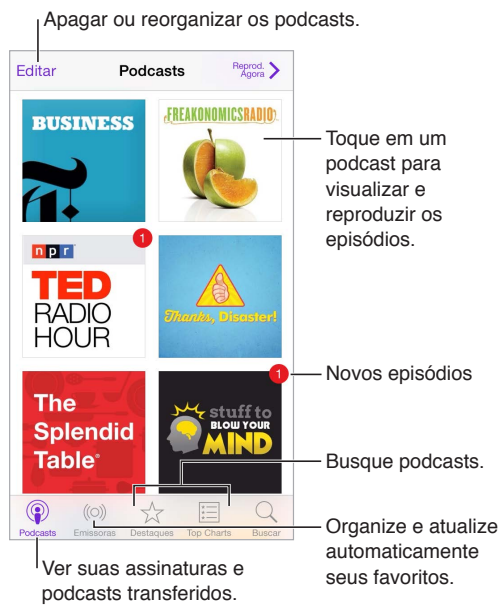 Apagar ou reorganizar os podcasts.
Editar
Podcasts
Reprod.
Agora
BUSINESS
FREAKONOMICS RADIO
Toque em um
podcast para
visualizar e
reproduzir os
episódios.
npr
1
TED
RADIO
HOUR
Thanks, Disaster!
The
Splendid
Table®
1
stuff to
BLOW YOUR
MIND
Novos episódios
Busque podcasts.
Podcasts
Emissoras
Destaques
Top Charts
Buscar
Organize e atualize
automaticamente
seus favoritos.
Ver suas assinaturas e
podcasts transferidos.